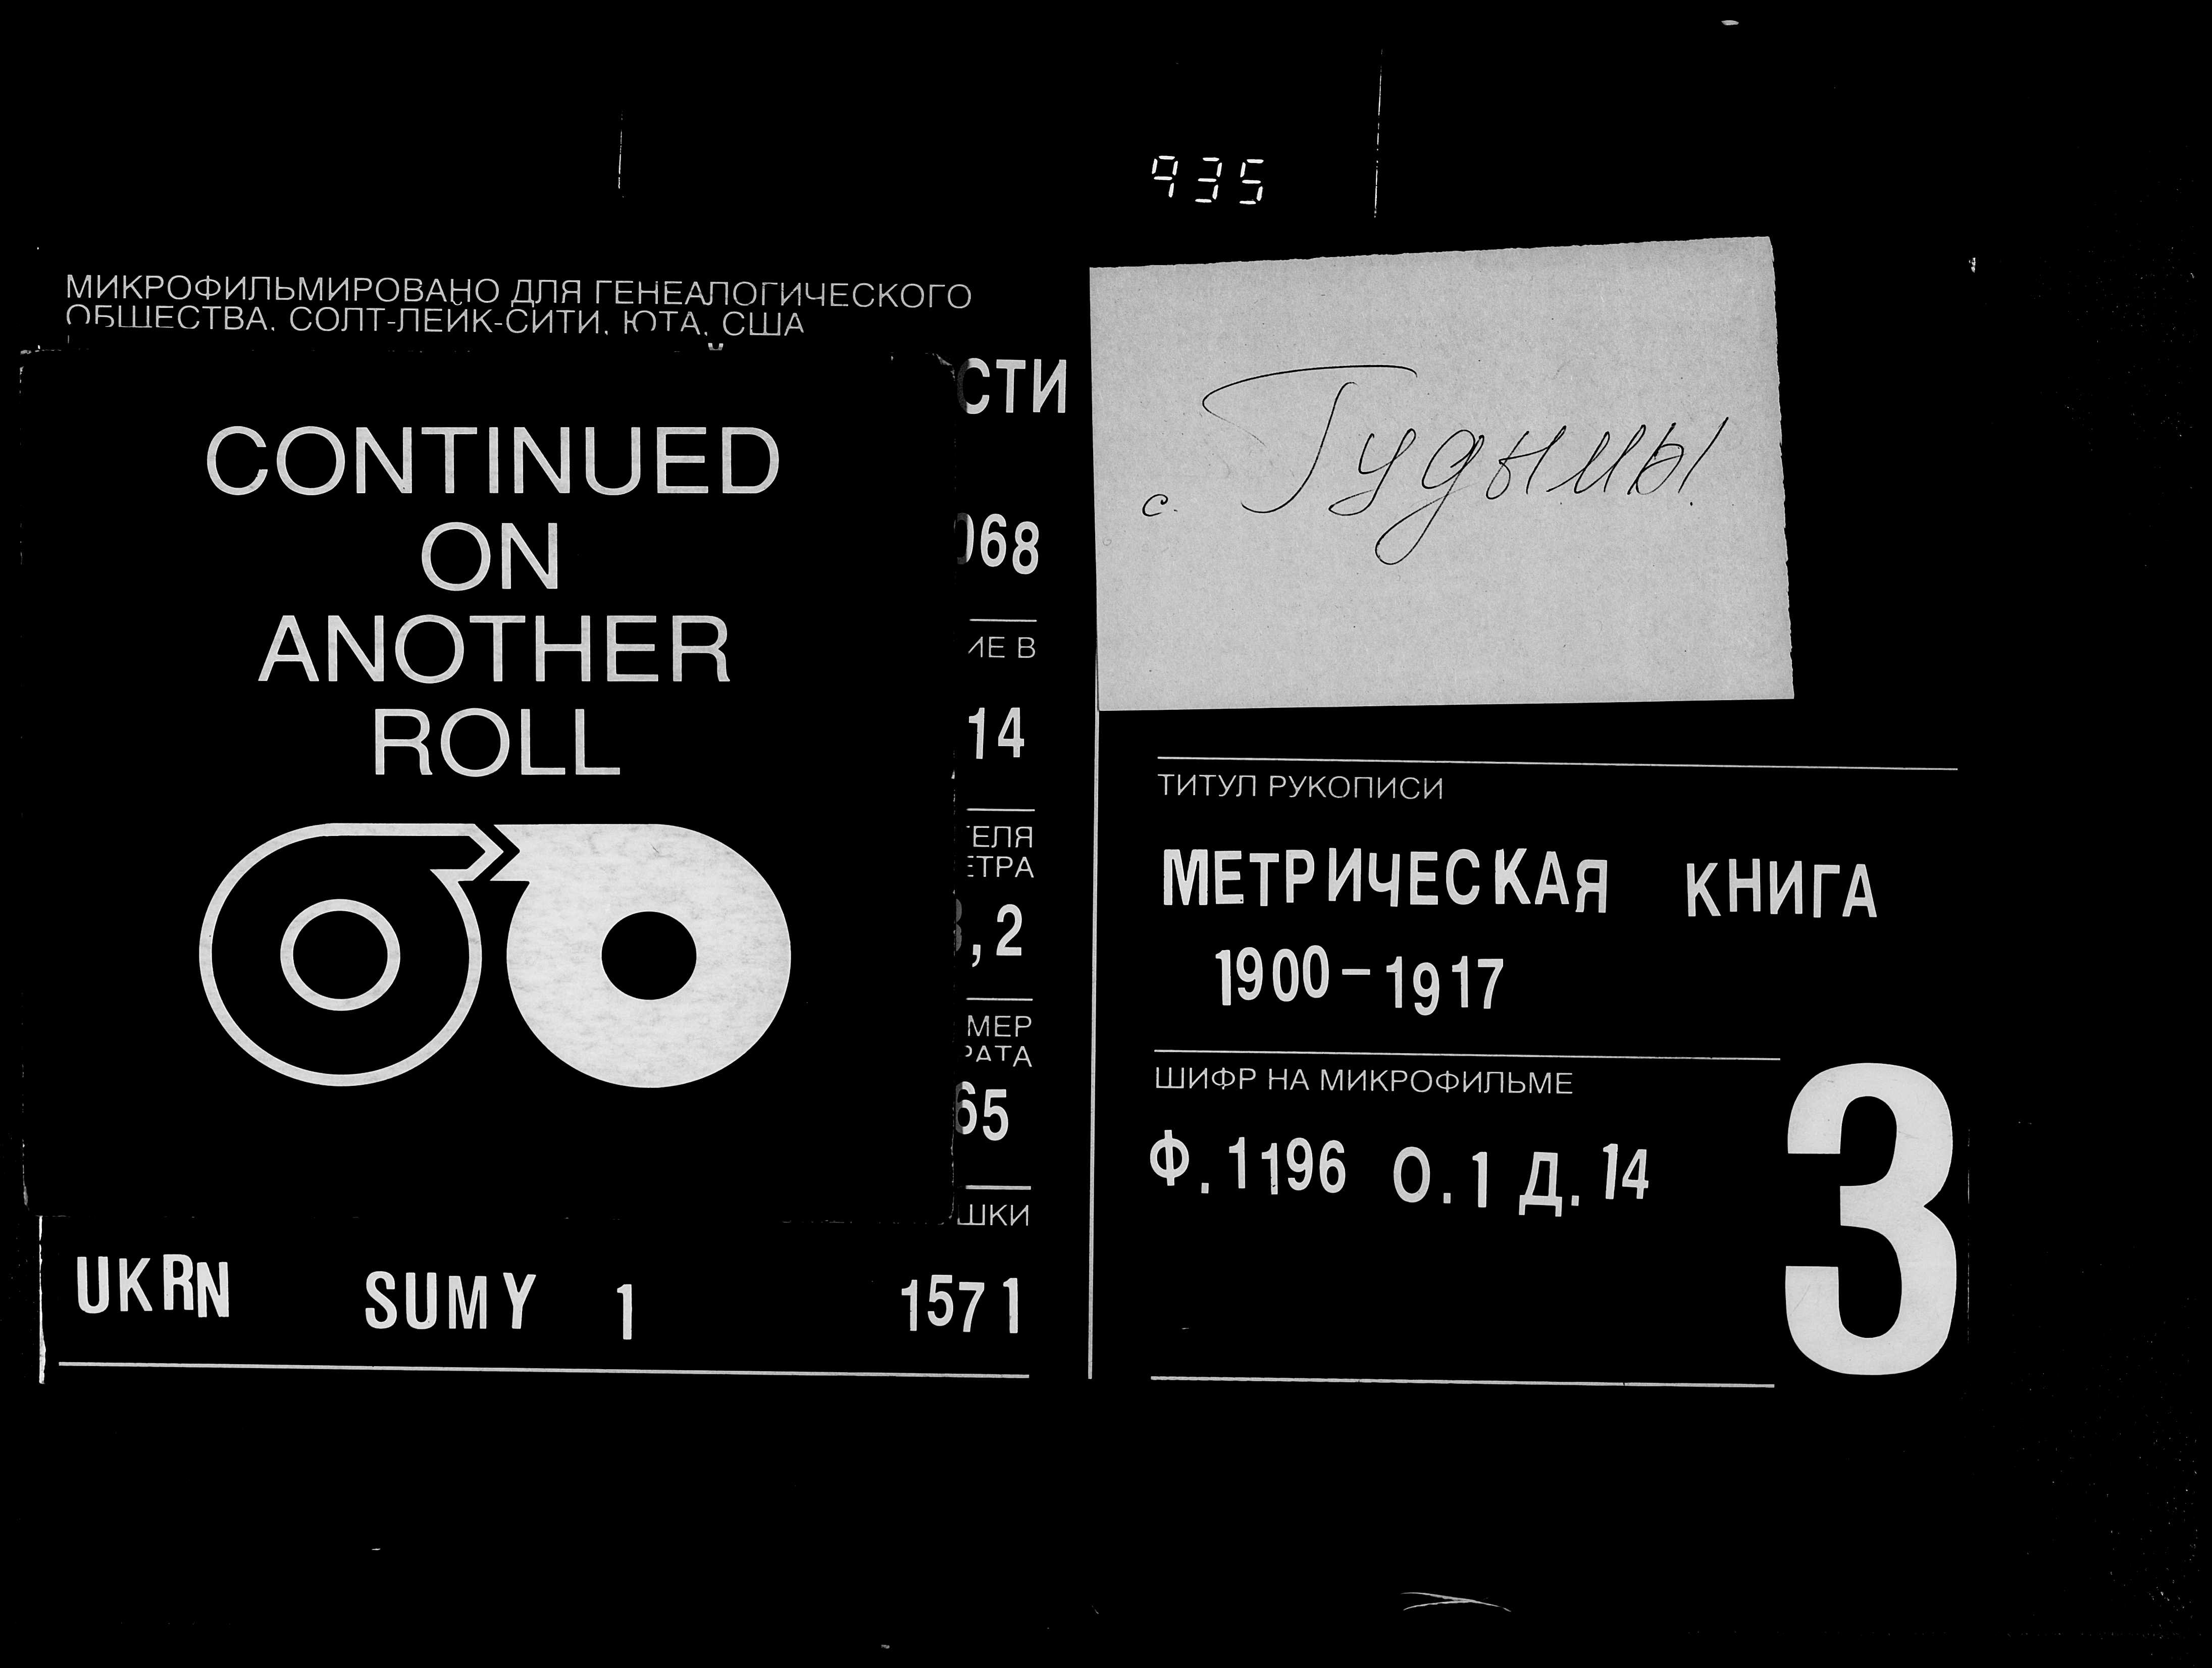 935
МИКРОФИЛЬМИРОВАНО ДЛЯ ГЕНЕАЛОГИЧЕСКОГО
ОБЩЕСТВА, СОЛТ-ЛЕЙК-СИТИ, ЮТА, США
CONTINUED
ON
ANOTHER
ROLL
СТИ
068
ИЕ В
14
ТЕЛЯ
ЕТРА
,2
МЕР
РАТА
65
ШКИ
UKRN SUMY 1 1571
с. Гудымы
ТИТУЛ РУКОПИСИ
МЕТРИЧЕСКАЯ КНИГА
1900-1917
ШИФР НА МИКРОФИЛЬМЕ
Ф. 1196 О. 1 Д. 14
3